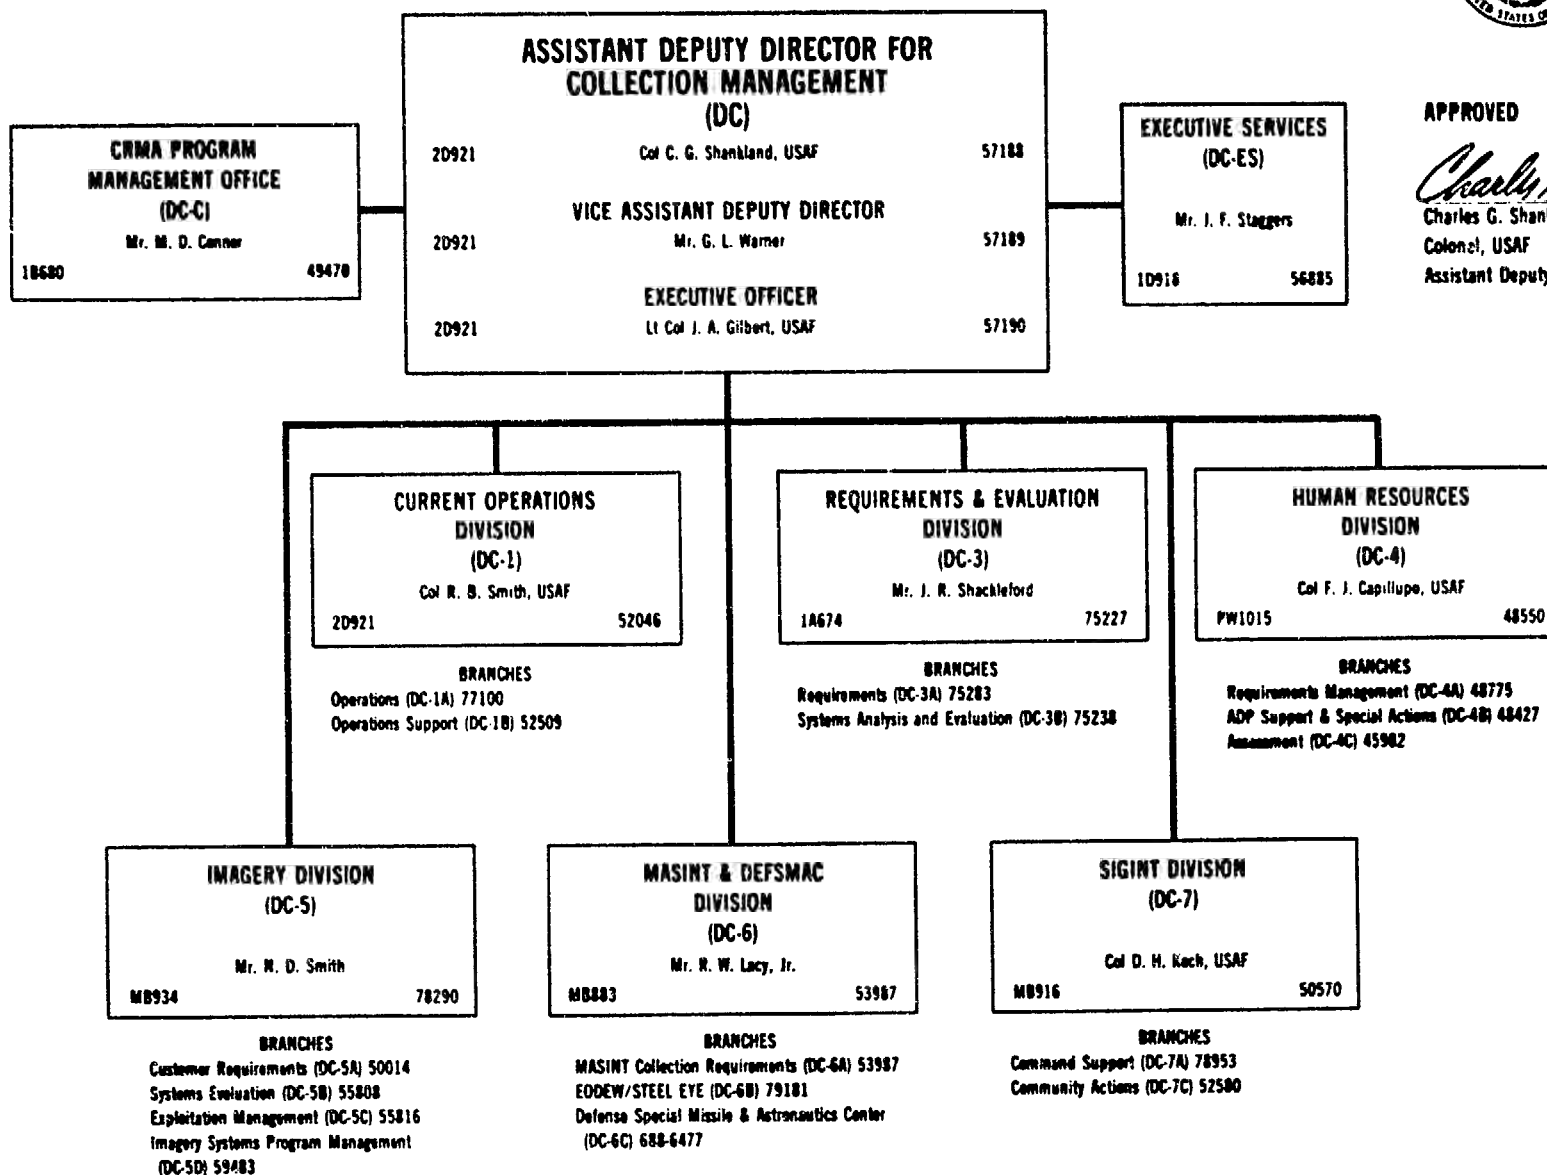 ASSISTANT DEPUTY DIRECTOR FOR
COLLECTION MANAGEMENT
(DC)
2D921 Col C. G. Shankland, USAF 57188
VICE ASSISTANT DEPUTY DIRECTOR
2D921 Mr. G. L. Warner 57189
EXECUTIVE OFFICER
2D921 Lt Col J. A. Gilbert, USAF 57190
CRMA PROGRAM
MANAGEMENT OFFICE
(DC-C)
Mr. M. D. Conner
1B680 49470
EXECUTIVE SERVICES
(DC-ES)
Mr. J. F. Staggers
1D918 56885
STATES OF
APPROVED
Charles G.
Colonel, USAF
Assistant Deputy
CURRENT OPERATIONS
DIVISION
(DC-1)
Col R. B. Smith, USAF
2D921 52046
BRANCHES
Operations (DC-1A) 77100
Operations Support (DC-1B) 52509
REQUIREMENTS & EVALUATION
DIVISION
(DC-3)
Mr. J. R. Shackleford
1A674 75227
BRANCHES
Requirements (DC-3A) 75283
Systems Analysis and Evaluation (DC-3B) 75238
HUMAN RESOURCES
DIVISION
(DC-4)
Col F. J. Capillupo, USAF
PW1015 48550
BRANCHES
Requirements Management (DC-4A) 48775
ADP Support & Special Actions (DC-4B) 48427
Assessment (DC-4C) 45982
IMAGERY DIVISION
(DC-5)
Mr. N. D. Smith
MB934 78290
BRANCHES
Customer Requirements (DC-5A) 50014
Systems Evaluation (DC-5B) 55808
Exploitation Management (DC-5C) 55816
Imagery Systems Program Management
(DC-5D) 59483
MASINT & DEFSMAC
DIVISION
(DC-6)
Mr. R. W. Lacy, Jr.
MB883 53987
BRANCHES
MASINT Collection Requirements (DC-6A) 53987
EODEW/STEEL EYE (DC-6B) 79181
Defense Special Missile & Astronautics Center
(DC-6C) 688-6477
SIGINT DIVISION
(DC-7)
Col D. H. Koch, USAF
MB916 50570
BRANCHES
Command Support (DC-7A) 78953
Community Actions (DC-7C) 52580